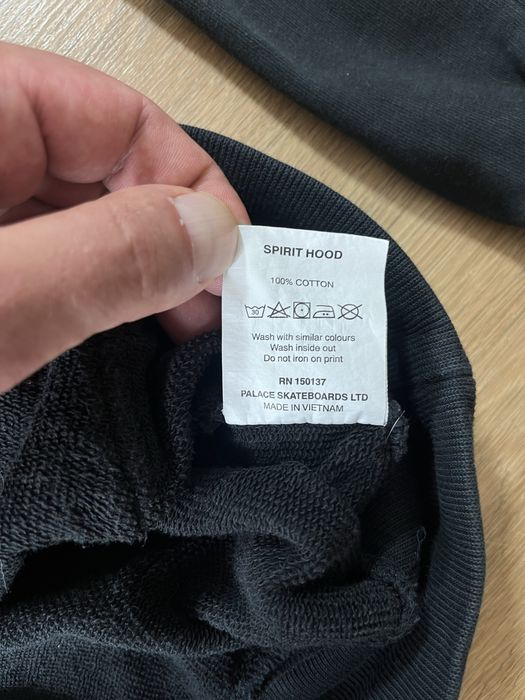 SPIRIT HOOD
100% COTTON
30
Wash with similar colours
Wash inside out
Do not iron on print
RN 150137
PALACE SKATEBOARDS LTD
MADE IN VIETNAM